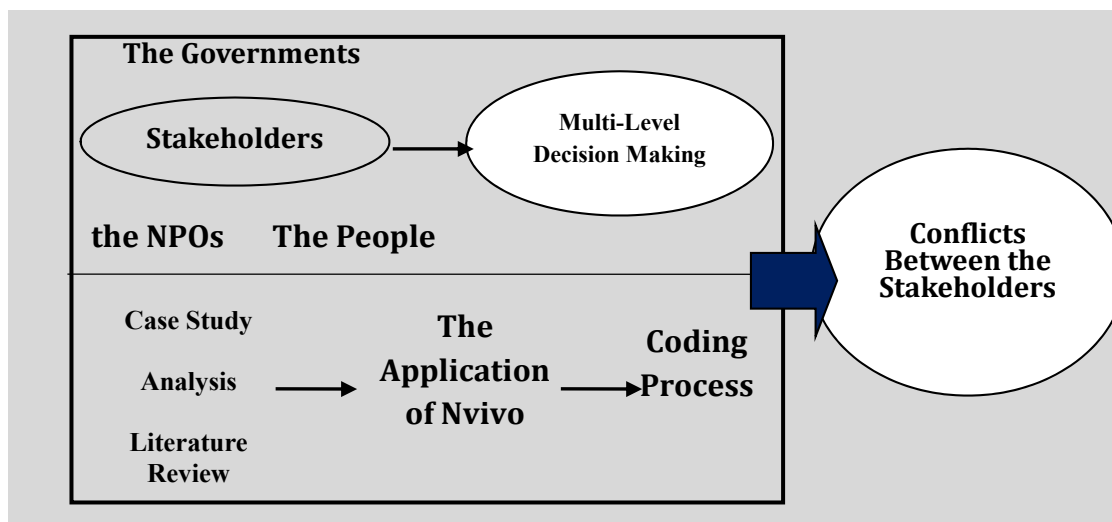 The Governments
Stakeholders
Multi-Level
Decision Making
the NPOs The People
Conflicts
Between the
Stakeholders
Case Study
Analysis
Literature
Review
The
Application
of Nvivo
Coding
Process